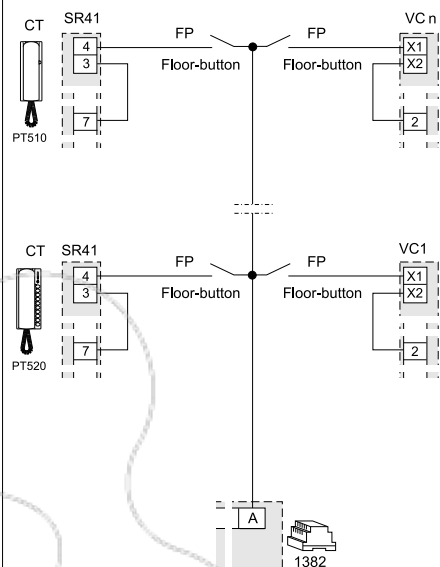 CT SR41 FP FP VC n
4 X1
3 Floor-button Floor-button X2
7 2
PT510
CT SR41 FP FP VC1
4 X1
3 Floor-button Floor-button X2
7 2
PT520
A
1382